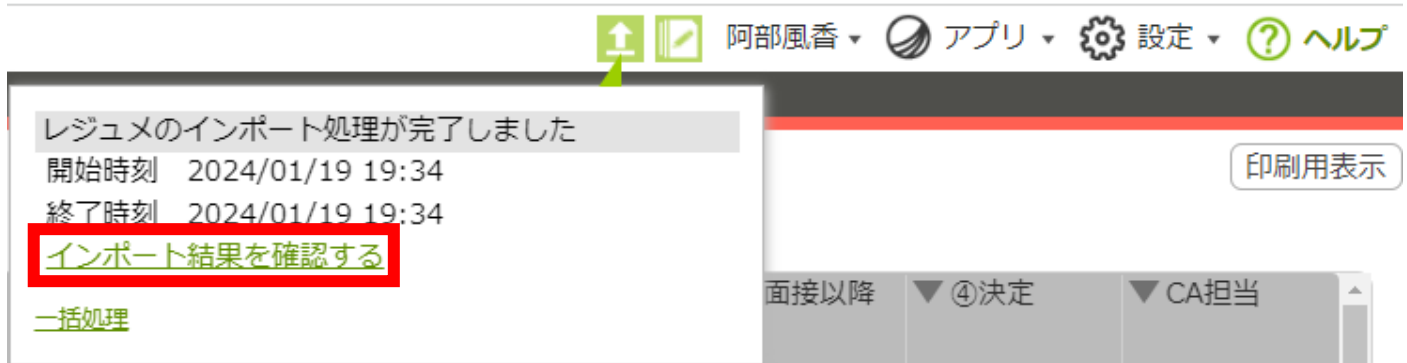 阿部風香 アプリ 設定 ヘルプ
レジュメのインポート処理が完了しました
開始時刻 2024/01/19 19:34
印刷用表示
終了時刻 2024/01/19 19:34
インポート結果を確認する
面接以降 ▼④決定 ▼CA担当
一括処理